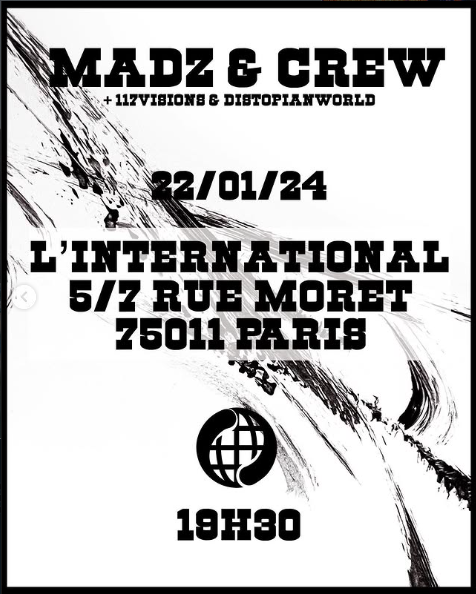 MADZ & CREW
+ 117VISIONS & DISTOPIANWORLD
22/01/24
L'INTERNATIONAL
5/7 RUE MORET
75011 PARIS
19H30